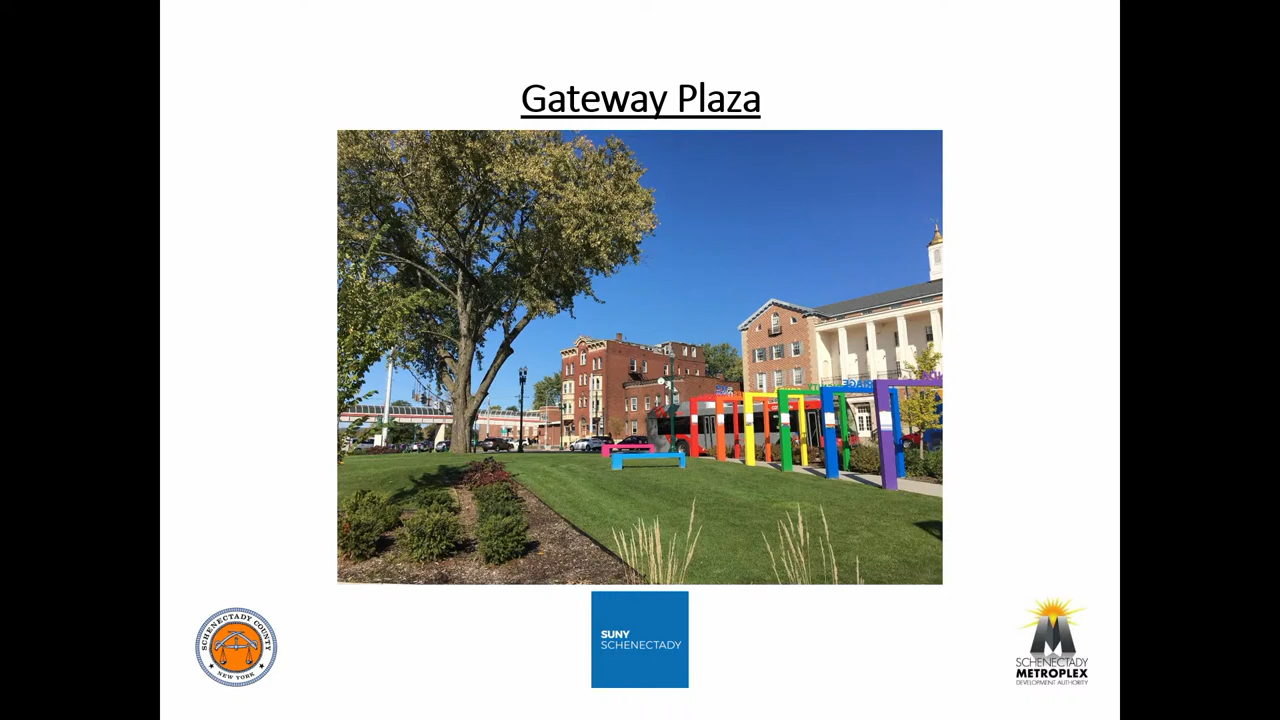 Gateway Plaza
SCHENECTADY COUNTY
NEW YORK
SUNY
SCHENECTADY
SCHENECTADY
METROPLEX
DEVELOPMENT AUTHORITY